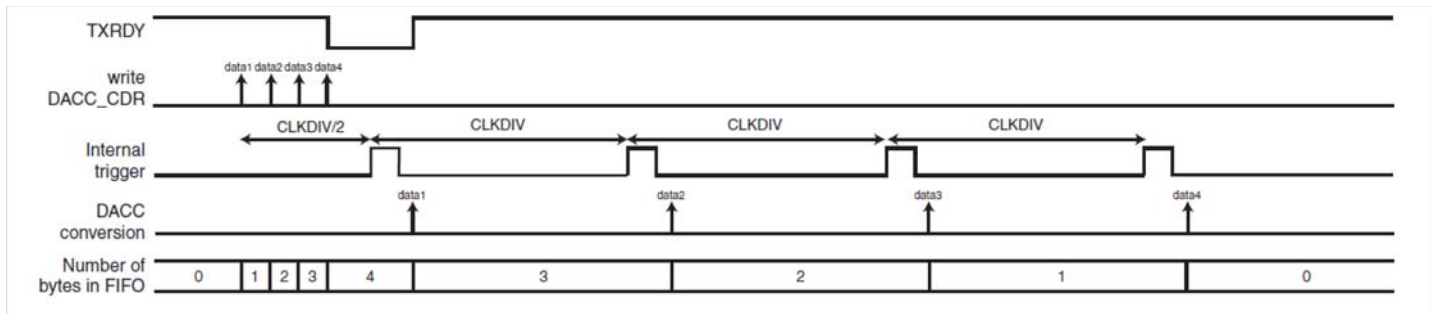 TXRDY
write
DACC_CDR
data1 data2 data3 data4
CLKDIV/2 CLKDIV CLKDIV CLKDIV
Internal
trigger
data1 data2 data3 data4
DACC
conversion
Number of
bytes in FIFO
0 1 2 3 4 3 2 1 0